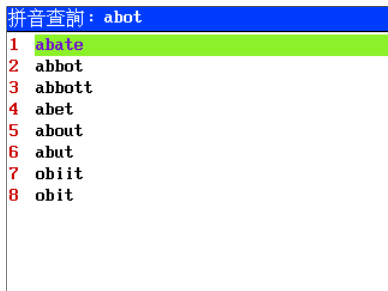 拼音查詢：abot
1 abate
2 abbot
3 abbott
4 abet
5 about
6 abut
7 obiit
8 obit